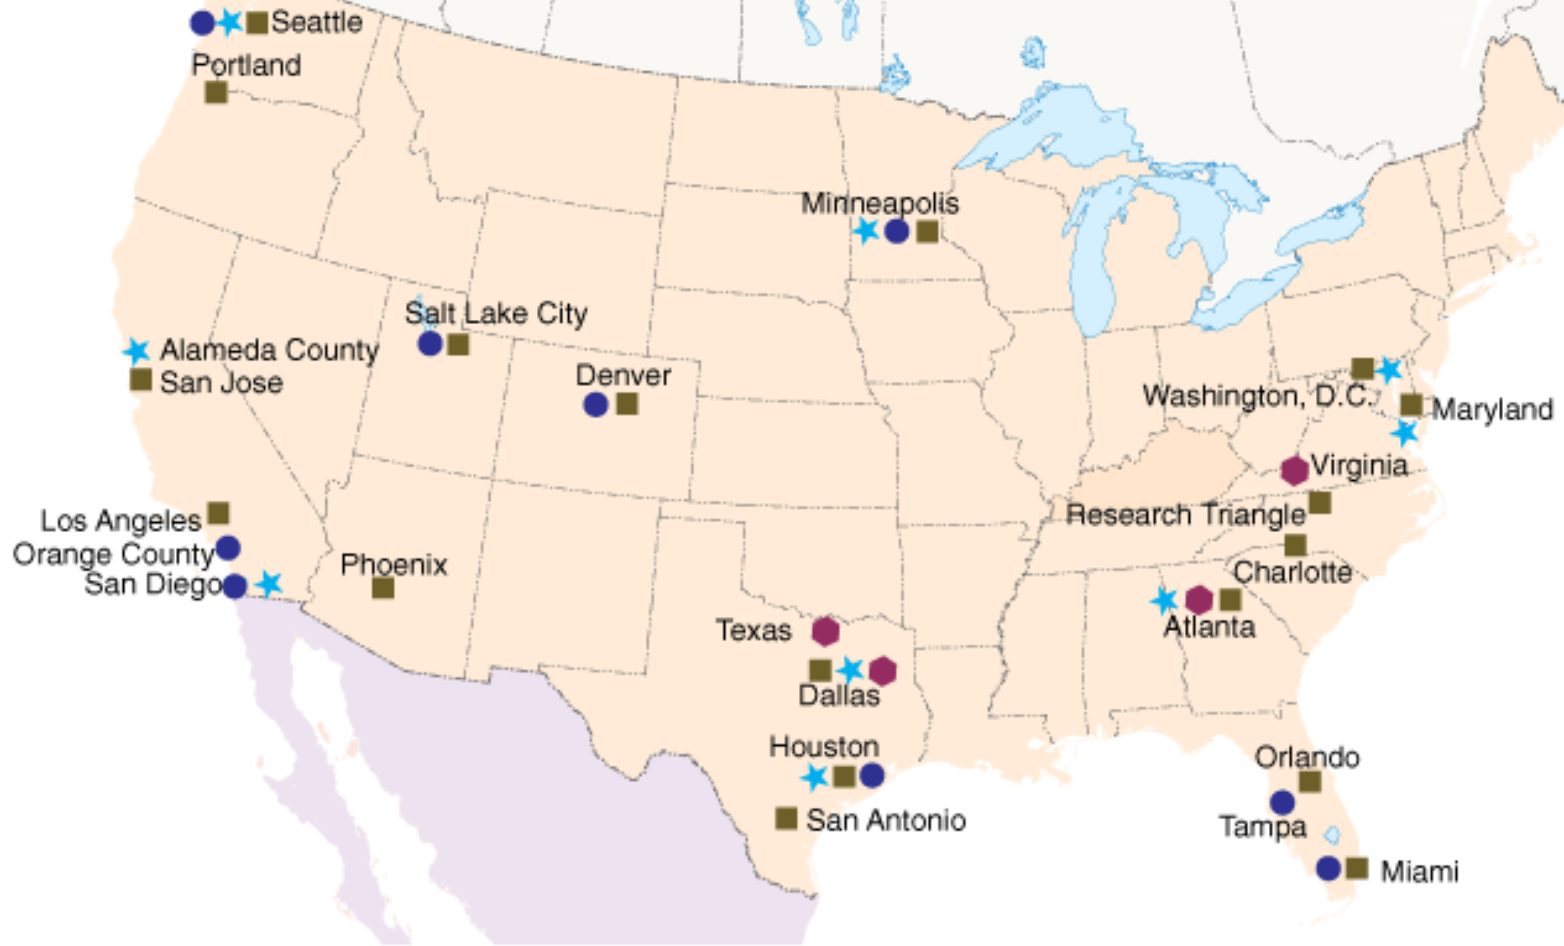 Seattle
Portland
Minneapolis
Salt Lake City
Alameda County
San Jose
Denver
Washington, D.C.
Maryland
Virginia
Los Angeles
Research Triangle
Orange County
Phoenix
San Diego
Charlotte
Texas
Atlanta
Dallas
Houston
Orlando
San Antonio
Tampa
Miami